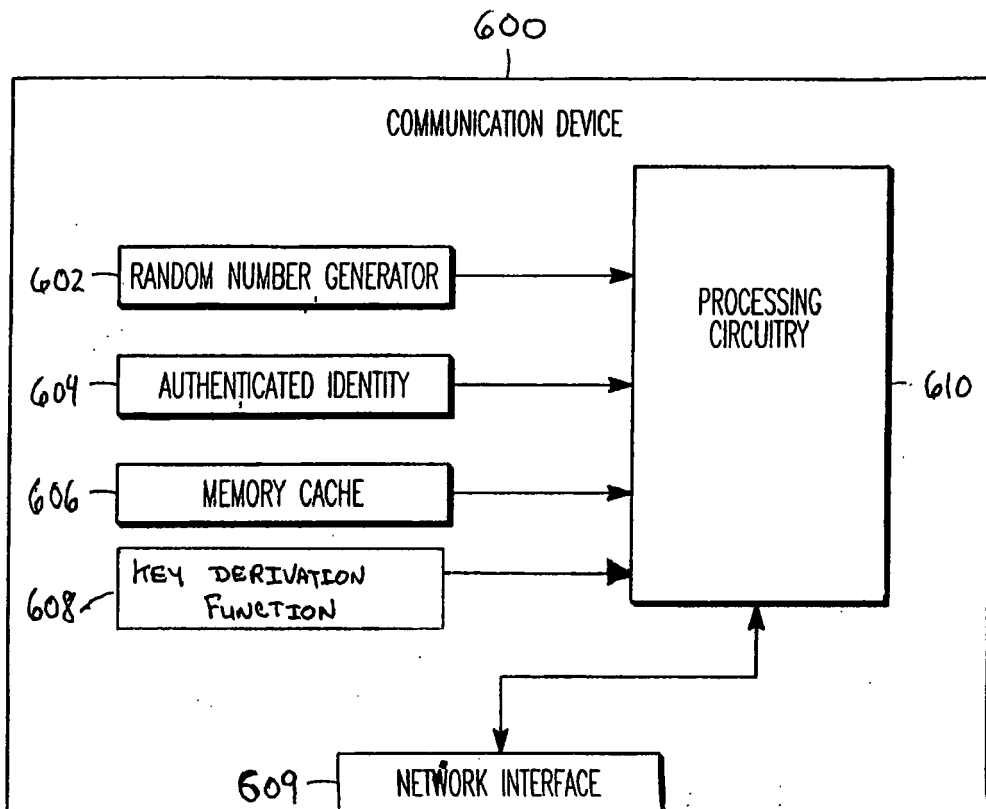 600
COMMUNICATION DEVICE
602
RANDOM NUMBER GENERATOR
PROCESSING
CIRCUITRY
604
AUTHENTICATED IDENTITY
610
606
MEMORY CACHE
608
KEY DERIVATION
FUNCTION
609
NETWORK INTERFACE